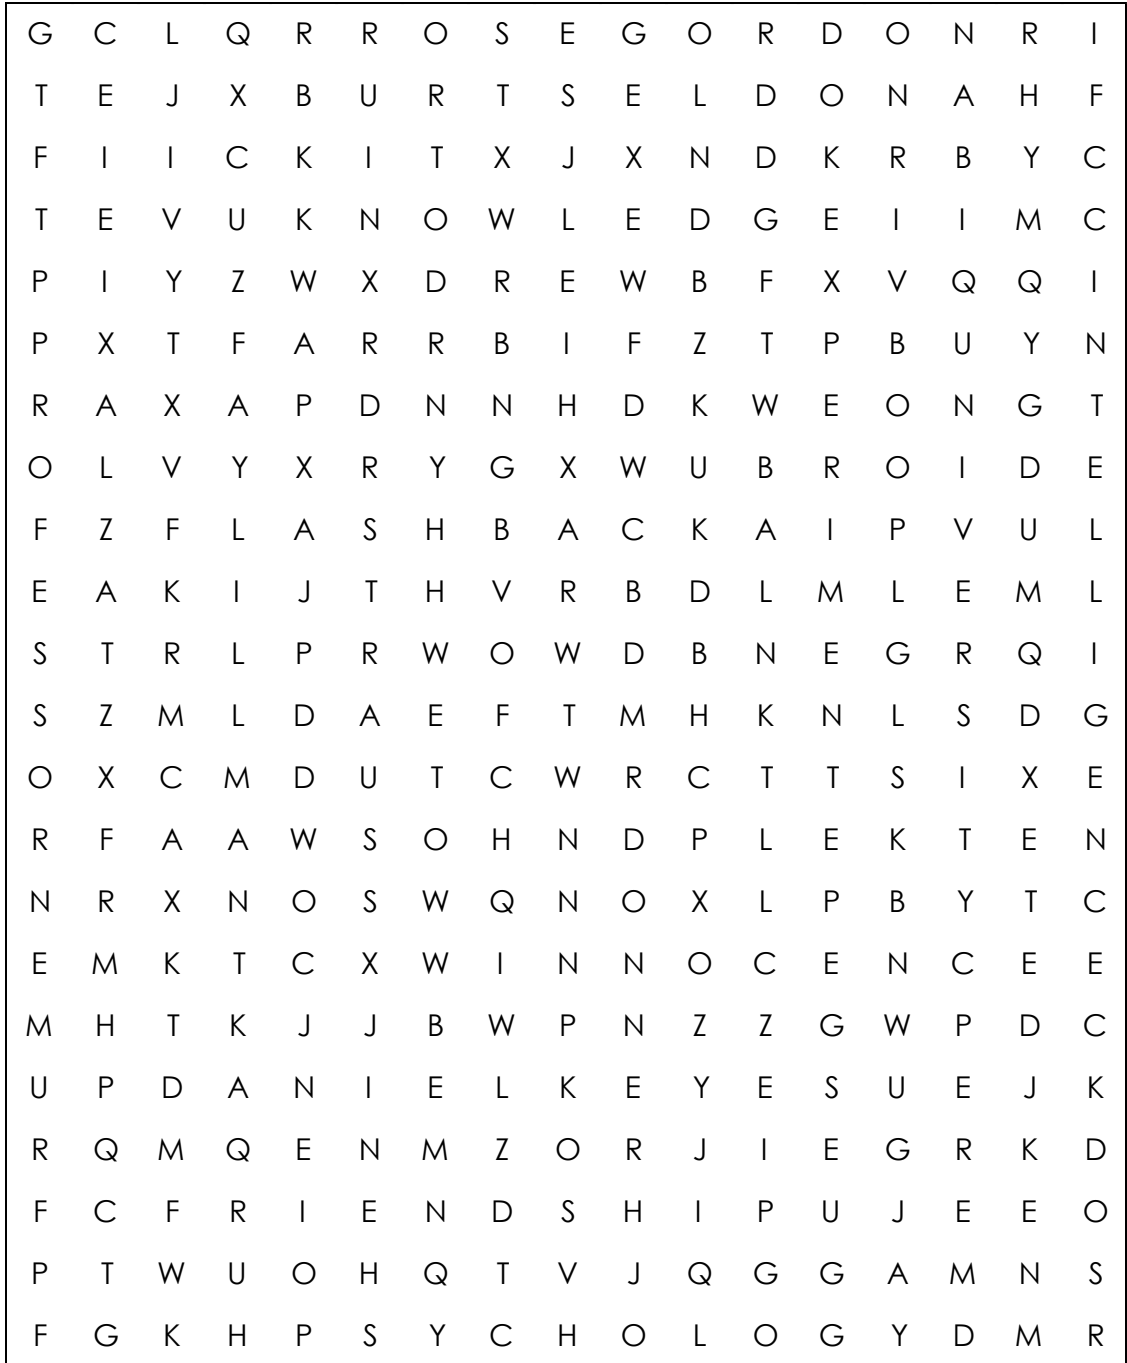 G C L Q R R O S E G O R D O N R I
T E J X B U R T S E L D O N A H F
F I I C K I T X J X N D K R B Y C
T E V U K N O W L E D G E I I M C
P I Y Z W X D R E W B F X V Q Q I
P X T F A R R B I F Z T P B U Y N
R A X A P D N N H D K W E O N G T
O L V Y X R Y G X W U B R O I D E
F Z F L A S H B A C K A I P V U L
E A K I J T H V R B D L M L E M L
S T R L P R W O W D B N E G R Q I
S Z M L D A E F T M H K N L S D G
O X C M D U T C W R C T T S I X E
R F A A W S O H N D P L E K T E N
N R X N O S W Q N O X L P B Y T C
E M K T C X W I N N O C E N C E E
M H T K J J B W P N Z Z G W P D C
U P D A N I E L K E Y E S U E J K
R Q M Q E N M Z O R J I E G R K D
F C F R I E N D S H I P U J E E O
P T W U O H Q T V J Q G G A M N S
F G K H P S Y C H O L O G Y D M R